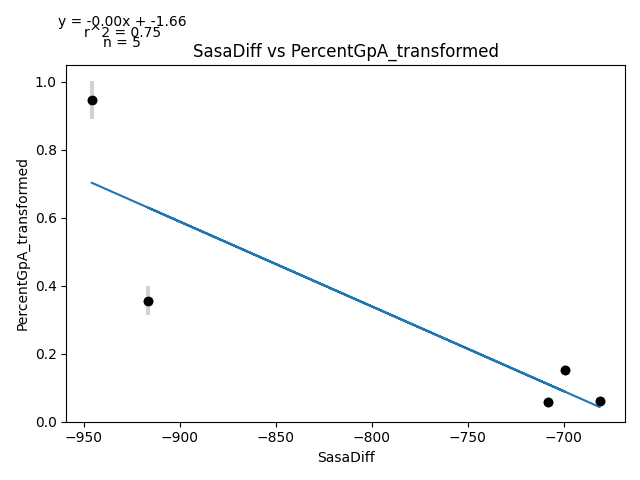 y = -0.00x + -1.66
r^2 = 0.75
n = 5
SasaDiff vs PercentGpA_transformed
1.0
0.8
0.6
0.4
0.2
0.0
PercentGpA_transformed
−950 −900 −850 −800 −750 −700
SasaDiff